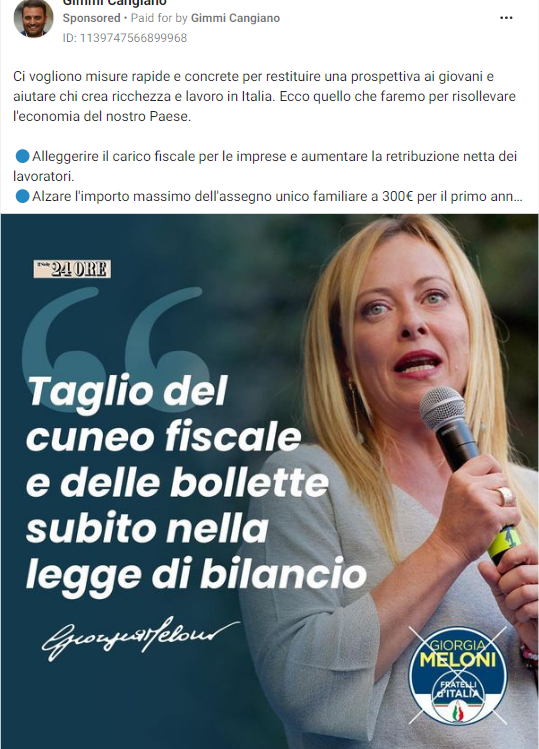 Gimmi Cangiano
Sponsored • Paid for by Gimmi Cangiano
ID: 1139747566899968
Ci vogliono misure rapide e concrete per restituire una prospettiva ai giovani e
aiutare chi crea ricchezza e lavoro in Italia. Ecco quello che faremo per risollevare
l'economia del nostro Paese.
🔵Alleggerire il carico fiscale per le imprese e aumentare la retribuzione netta dei
lavoratori.
🔵Alzare l'importo massimo dell'assegno unico familiare a 300€ per il primo ann...
Il Sole 24 ORE
Taglio del
cuneo fiscale
e delle bollette
subito nella
legge di bilancio
Giorgia Meloni
GIORGIA
MELONI
FRATELLI
d'ITALIA